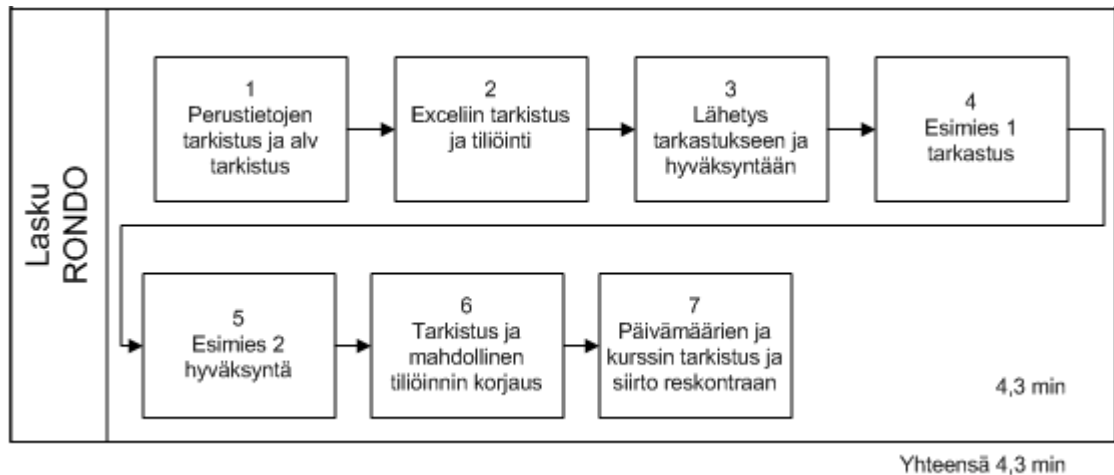 Lasku
RONDO
1
Perustietojen
tarkistus ja alv
tarkistus
2
Exceliin tarkistus
ja tiliöinti
3
Lähetys
tarkastukseen ja
hyväksyntään
4
Esimies 1
tarkastus
5
Esimies 2
hyväksyntä
6
Tarkistus ja
mahdollinen
tiliöinnin korjaus
7
Päivämäärien ja
kurssin tarkistus ja
siirto reskontraan
4,3 min
Yhteensä 4,3 min